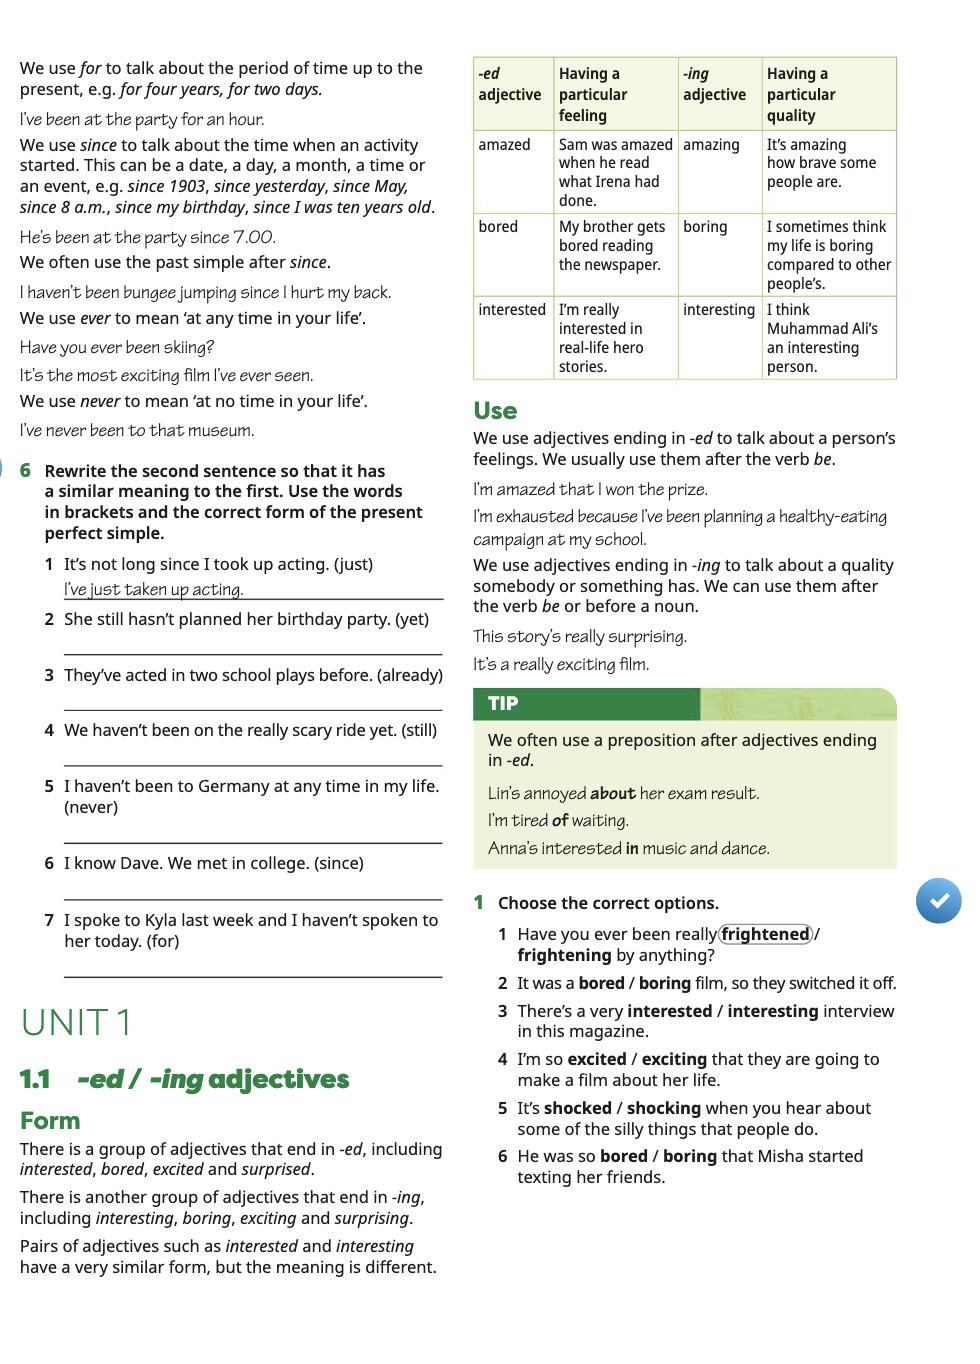 We use for to talk about the period of time up to the
present, e.g. for four years, for two days.
I've been at the party for an hour.
We use since to talk about the time when an activity
started. This can be a date, a day, a month, a time or
an event, e.g. since 1903, since yesterday, since May,
since 8 a.m., since my birthday, since I was ten years old.
He's been at the party since 7.00.
We often use the past simple after since.
I haven't been bungee jumping since I hurt my back.
We use ever to mean ‘at any time in your life’.
Have you ever been skiing?
It's the most exciting film I've ever seen.
We use never to mean ‘at no time in your life’.
I've never been to that museum.
6 Rewrite the second sentence so that it has
a similar meaning to the first. Use the words
in brackets and the correct form of the present
perfect simple.
1 It's not long since I took up acting. (just)
I've just taken up acting.
2 She still hasn't planned her birthday party. (yet)
3 They've acted in two school plays before. (already)
4 We haven't been on the really scary ride yet. (still)
5 I haven't been to Germany at any time in my life.
(never)
6 I know Dave. We met in college. (since)
7 I spoke to Kyla last week and I haven't spoken to
her today. (for)
UNIT 1
1.1 -ed / -ing adjectives
Form
There is a group of adjectives that end in -ed, including
interested, bored, excited and surprised.
There is another group of adjectives that end in -ing,
including interesting, boring, exciting and surprising.
Pairs of adjectives such as interested and interesting
have a very similar form, but the meaning is different.
-ed adjective
Having a particular feeling
-ing adjective
Having a particular quality
amazed
Sam was amazed
when he read
what Irena had
done.
amazing
It's amazing
how brave some
people are.
bored
My brother gets
bored reading
the newspaper.
boring
I sometimes think
my life is boring
compared to other
people's.
interested
I'm really
interested in
real-life hero
stories.
interesting
I think
Muhammad Ali's
an interesting
person.
Use
We use adjectives ending in -ed to talk about a person's
feelings. We usually use them after the verb be.
I'm amazed that I won the prize.
I'm exhausted because I've been planning a healthy-eating
campaign at my school.
We use adjectives ending in -ing to talk about a quality
somebody or something has. We can use them after
the verb be or before a noun.
This story's really surprising.
It's a really exciting film.
TIP
We often use a preposition after adjectives ending
in -ed.
Lin's annoyed about her exam result.
I'm tired of waiting.
Anna's interested in music and dance.
1 Choose the correct options.
1 Have you ever been really frightened /
frightening by anything?
2 It was a bored / boring film, so they switched it off.
3 There's a very interested / interesting interview
in this magazine.
4 I'm so excited / exciting that they are going to
make a film about her life.
5 It's shocked / shocking when you hear about
some of the silly things that people do.
6 He was so bored / boring that Misha started
texting her friends.